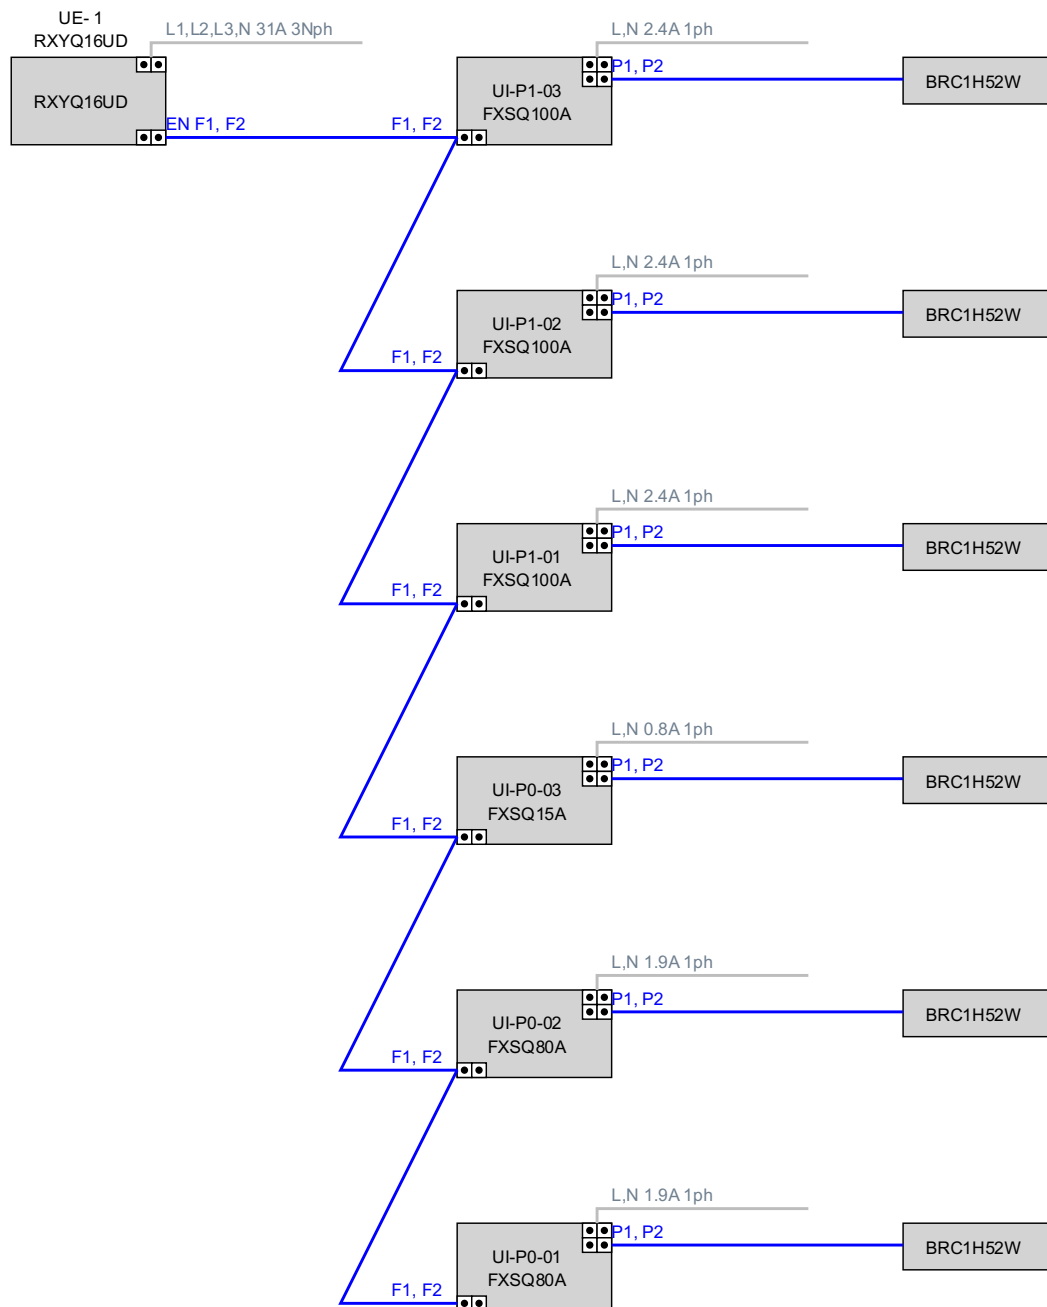 UE- 1
RXYQ16UD
L1,L2,L3,N 31A 3Nph
RXYQ16UD
EN F1, F2
F1, F2
L,N 2.4A 1ph
P1, P2
UI-P1-03
FXSQ100A
BRC1H52W
L,N 2.4A 1ph
P1, P2
UI-P1-02
FXSQ100A
BRC1H52W
F1, F2
L,N 2.4A 1ph
P1, P2
UI-P1-01
FXSQ100A
BRC1H52W
F1, F2
L,N 0.8A 1ph
P1, P2
UI-P0-03
FXSQ15A
BRC1H52W
F1, F2
L,N 1.9A 1ph
P1, P2
UI-P0-02
FXSQ80A
BRC1H52W
F1, F2
L,N 1.9A 1ph
P1, P2
UI-P0-01
FXSQ80A
BRC1H52W
F1, F2